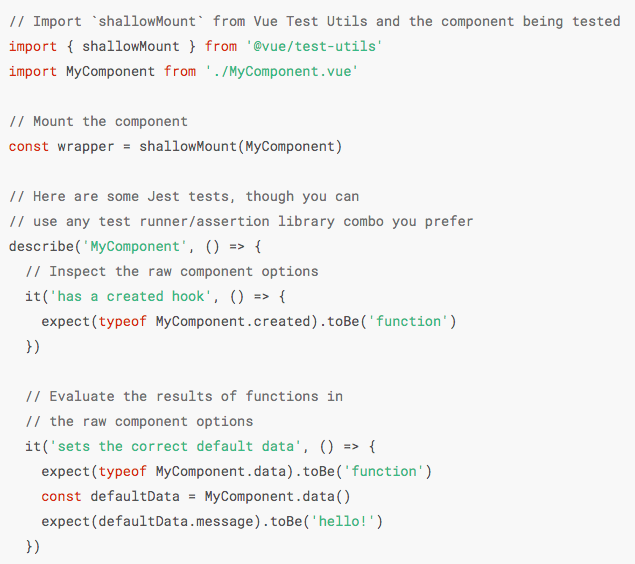 // Import `shallowMount` from Vue Test Utils and the component being tested
import { shallowMount } from '@vue/test-utils'
import MyComponent from './MyComponent.vue'

// Mount the component
const wrapper = shallowMount(MyComponent)

// Here are some Jest tests, though you can
// use any test runner/assertion library combo you prefer
describe('MyComponent', () => {
  // Inspect the raw component options
  it('has a created hook', () => {
    expect(typeof MyComponent.created).toBe('function')
  })

  // Evaluate the results of functions in
  // the raw component options
  it('sets the correct default data', () => {
    expect(typeof MyComponent.data).toBe('function')
    const defaultData = MyComponent.data()
    expect(defaultData.message).toBe('hello!')
  })